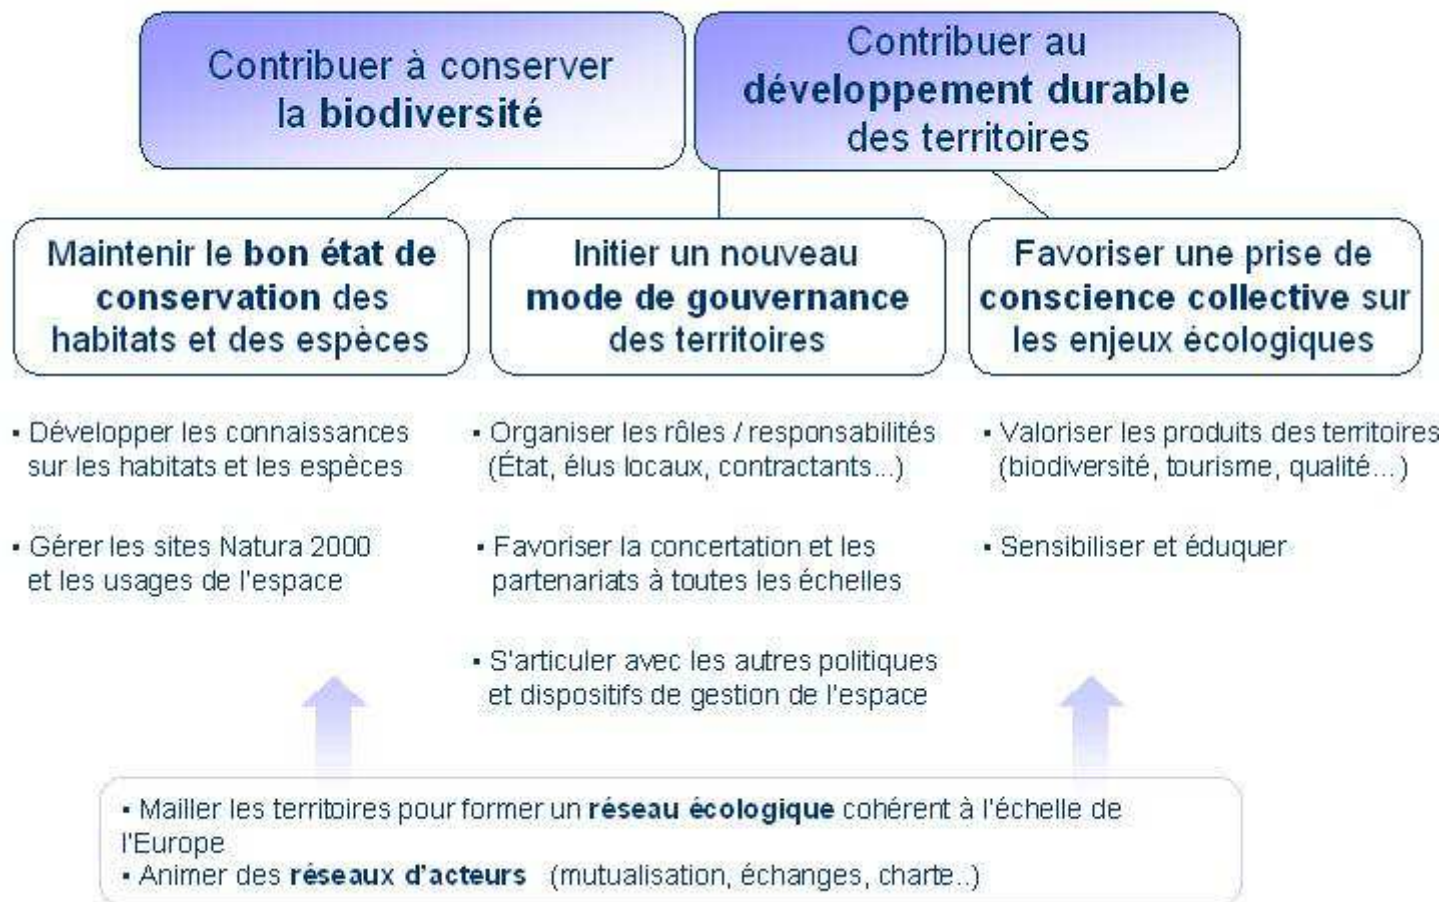 Contribuer à conserver
la biodiversité
Contribuer au
développement durable
des territoires
Maintenir le bon état de
conservation des
habitats et des espèces
Initier un nouveau
mode de gouvernance
des territoires
Favoriser une prise de
conscience collective sur
les enjeux écologiques
▪ Développer les connaissances
sur les habitats et les espèces
▪ Gérer les sites Natura 2000
et les usages de l'espace
▪ Organiser les rôles / responsabilités
(État, élus locaux, contractants...)
▪ Favoriser la concertation et les
partenariats à toutes les échelles
▪ S'articuler avec les autres politiques
et dispositifs de gestion de l'espace
▪ Valoriser les produits des territoires
(biodiversité, tourisme, qualité...)
▪ Sensibiliser et éduquer
▪ Mailler les territoires pour former un réseau écologique cohérent à l'échelle de
l'Europe
▪ Animer des réseaux d'acteurs (mutualisation, échanges, charte..)